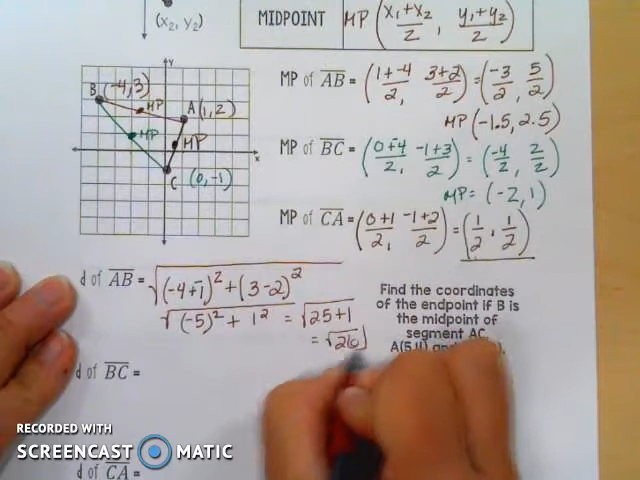 (x₂, y₂)
MIDPOINT MP (x₁+x₂/2, y₁+y₂/2)
y
B (-4,3)
MP
A (1,2)
MP
MP
x
C (0,-1)
MP of AB = (1+-4/2, 3+2/2) = (-3/2, 5/2)
MP (-1.5, 2.5)
MP of BC = (0+-4/2, -1+3/2) = (-4/2, 2/2)
MP = (-2, 1)
MP of CA = (0+1/2, -1+2/2) = (1/2, 1/2)
d of AB = √(-4-1)² + (3-2)²
√(-5)² + 1² = √25+1
= √26
d of BC =
d of CA =
Find the coordinates
of the endpoint if B is
the midpoint of
segment AC.
RECORDED WITH
SCREENCAST MATIC